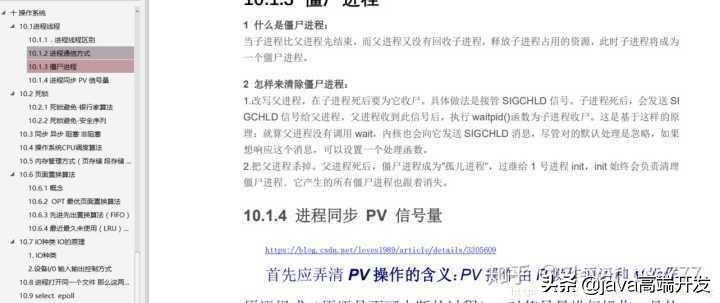 十 操作系统
10.1进程线程
10.1.1 . 进程线程区别
10.1.2 进程通信方式
10.1.3 僵尸进程
10.1.4 进程同步 PV 信号量
10.2 死锁
10.2.1 死锁避免-银行家算法
10.2.2 死锁避免-安全序列
10.3 同步 异步 阻塞 非阻塞
10.4 操作系统CPU调度算法
10.5 内存管理方式（页存储 段存储 ...
10.6 页面置换算法
10.6.1 概念
10.6.2 OPT 最优页面置换算法
10.6.3 先进先出置换算法（FIFO）
10.6.4 最近最久未使用（LRU）...
10.7 IO种类 IO的原理
1. IO种类
2.设备I/0 输入输出控制方式
10.8 进程打开同一个文件 那么这两...
10.9 select epoll
10.1.3 僵尸进程
1 什么是僵尸进程：
当子进程比父进程先结束，而父进程又没有回收子进程，释放子进程占用的资源，此时子进程将成为
一个僵尸进程。
2 怎样来清除僵尸进程：
1.改写父进程，在子进程死后要为它收尸。具体做法是接管 SIGCHLD 信号。子进程死后，会发送 SI
GCHLD 信号给父进程，父进程收到此信号后，执行 waitpid()函数为子进程收尸。这是基于这样的原
理：就算父进程没有调用 wait，内核也会向它发送 SIGCHLD 消息，尽管对的默认处理是忽略，如果
想响应这个消息，可以设置一个处理函数。
2.把父进程杀掉。父进程死后，僵尸进程成为"孤儿进程"，过继给 1 号进程 init，init 始终会负责清理
僵尸进程．它产生的所有僵尸进程也跟着消失。
10.1.4 进程同步 PV 信号量
https://blog.csdn.net/leves1989/article/details/3305609
首先应弄清 PV 操作的含义：PV 操作由 P
头条 @java高端开发